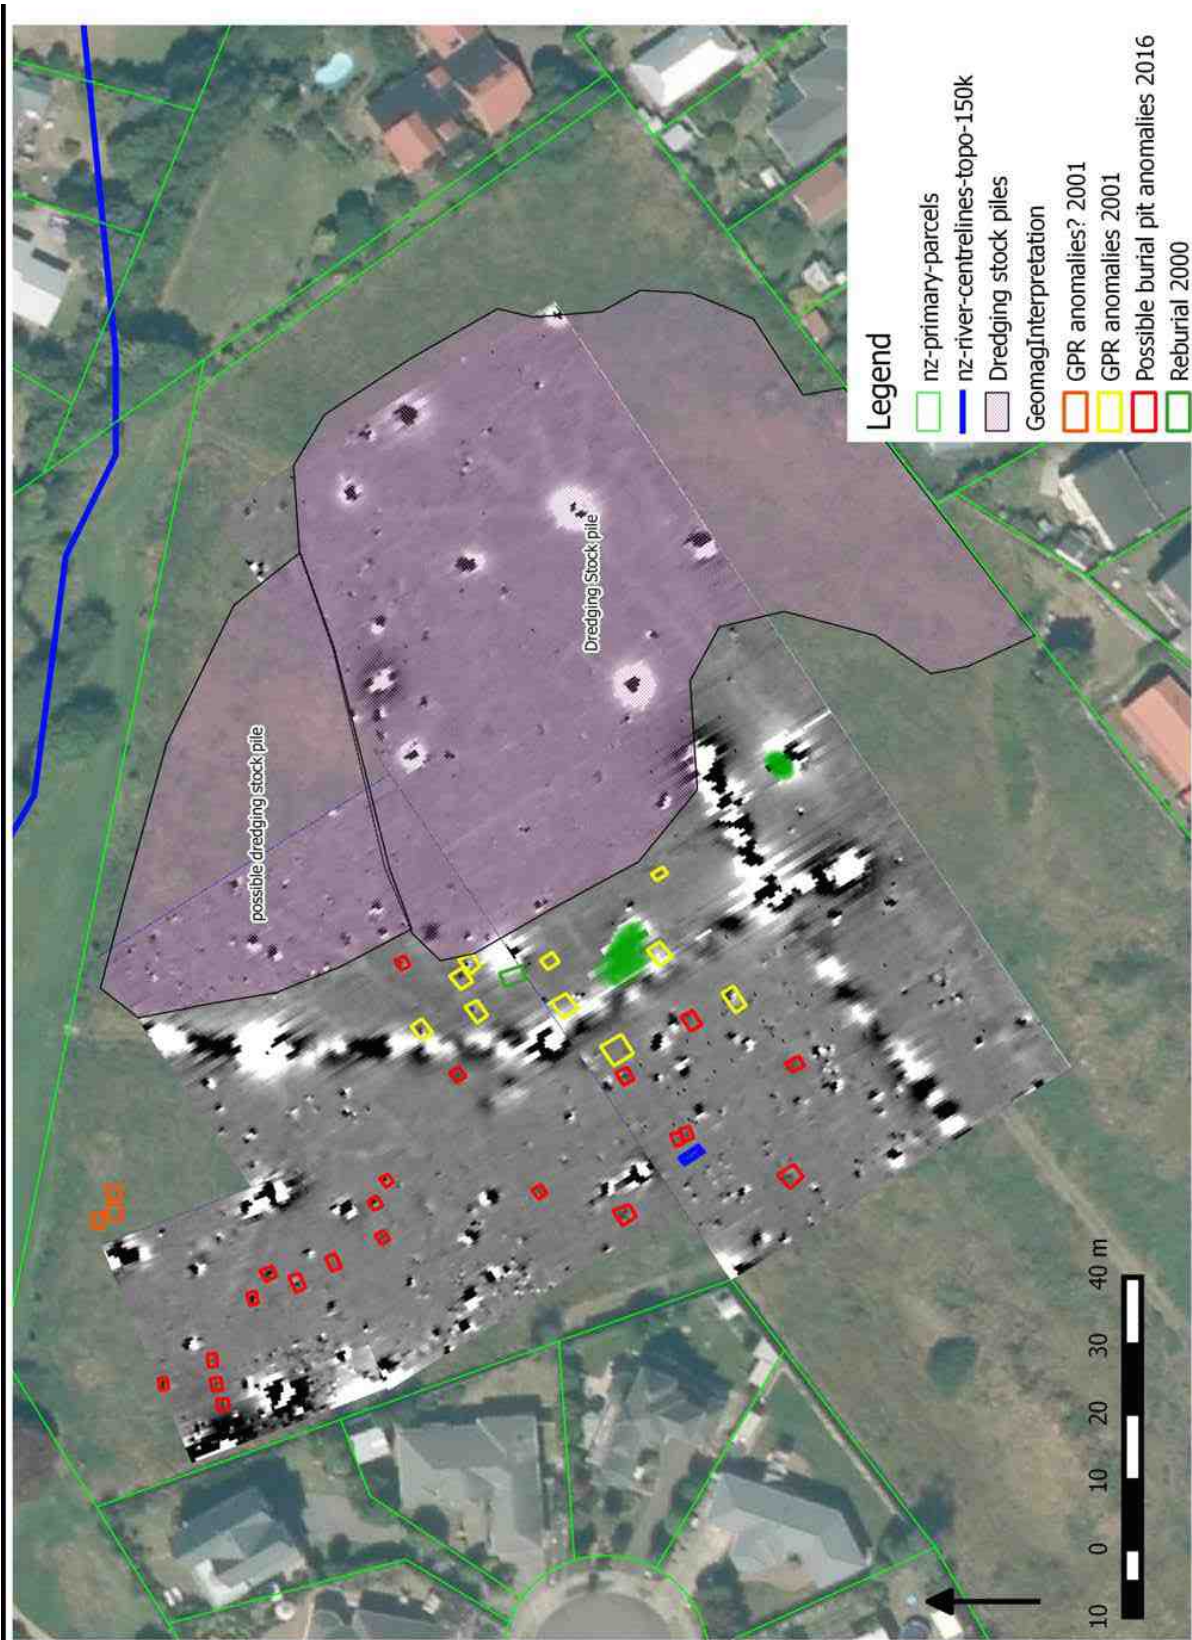 possible dredging stock pile
Dredging Stock pile
Legend
nz-primary-parcels
nz-river-centrelines-topo-150k
Dredging stock piles
GeomagInterpretation
GPR anomalies? 2001
GPR anomalies 2001
Possible burial pit anomalies 2016
Reburial 2000
10 0 10 20 30 40 m